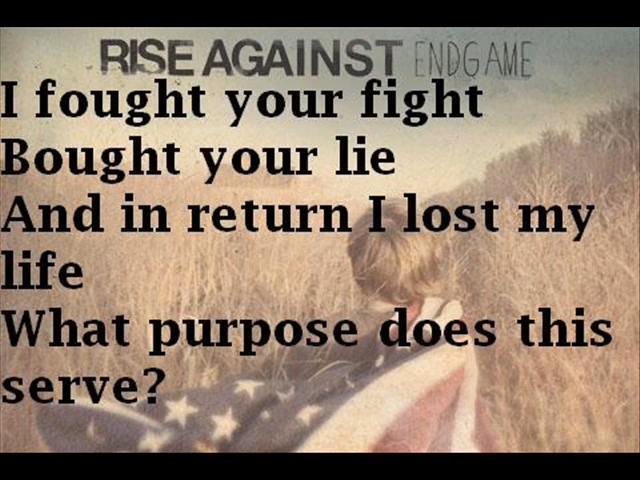 RISE AGAINST ENDGAME
I fought your fight
Bought your lie
And in return I lost my
life
What purpose does this
serve?